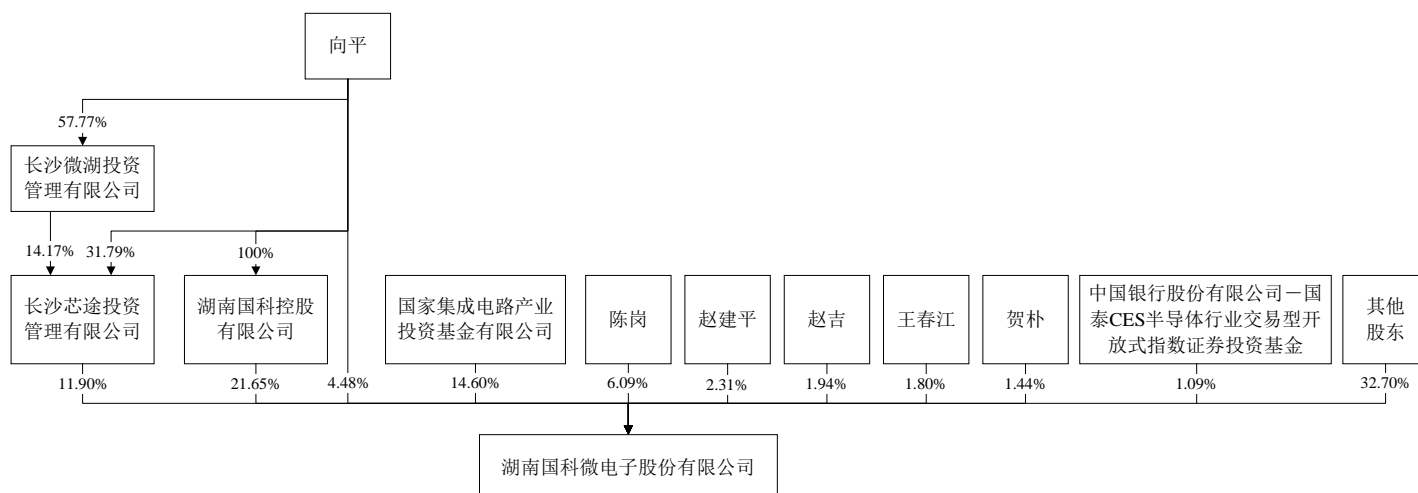 向平
57.77%
长沙微湖投资
管理有限公司
14.17%
31.79%
100%
长沙芯途投资
管理有限公司
湖南国科控股
有限公司
国家集成电路产业
投资基金有限公司
陈岗
赵建平
赵吉
王春江
贺朴
中国银行股份有限公司－国
泰CES半导体行业交易型开
放式指数证券投资基金
其他
股东
11.90%
21.65%
4.48%
14.60%
6.09%
2.31%
1.94%
1.80%
1.44%
1.09%
32.70%
湖南国科微电子股份有限公司